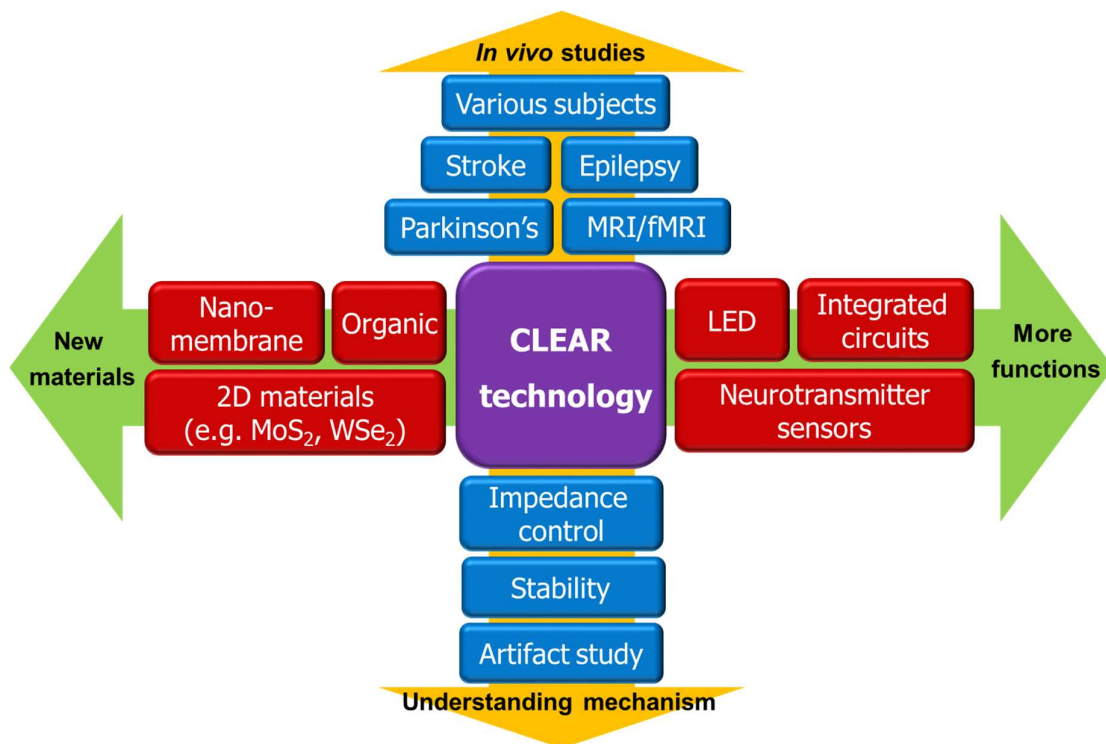 In vivo studies
Various subjects
Stroke
Epilepsy
Parkinson's
MRI/fMRI
New
materials
Nano-
membrane
Organic
2D materials
(e.g. MoS₂, WSe₂)
CLEAR
technology
LED
Integrated
circuits
Neurotransmitter
sensors
More
functions
Impedance
control
Stability
Artifact study
Understanding mechanism